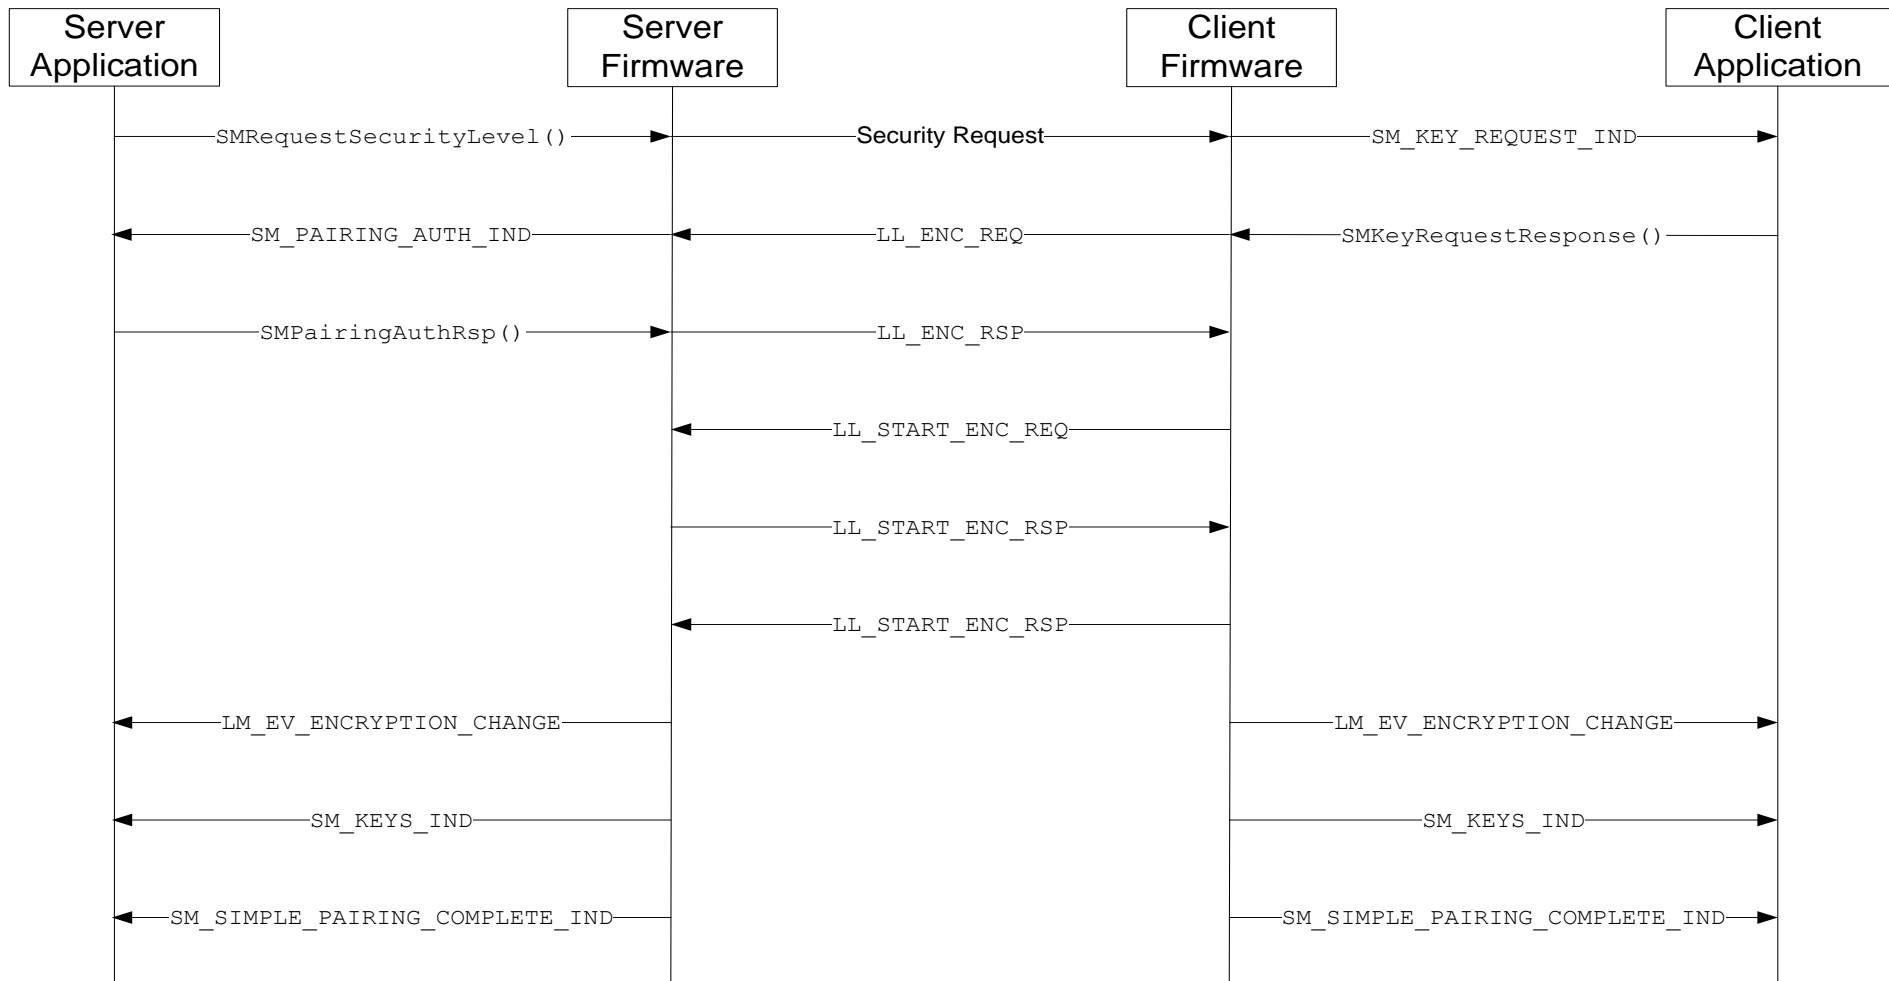 Server
Application
Server
Firmware
Client
Firmware
Client
Application
SMRequestSecurityLevel()
Security Request
SM_KEY_REQUEST_IND
SM_PAIRING_AUTH_IND
LL_ENC_REQ
SMKeyRequestResponse()
SMPairingAuthRsp()
LL_ENC_RSP
LL_START_ENC_REQ
LL_START_ENC_RSP
LL_START_ENC_RSP
LM_EV_ENCRYPTION_CHANGE
LM_EV_ENCRYPTION_CHANGE
SM_KEYS_IND
SM_KEYS_IND
SM_SIMPLE_PAIRING_COMPLETE_IND
SM_SIMPLE_PAIRING_COMPLETE_IND